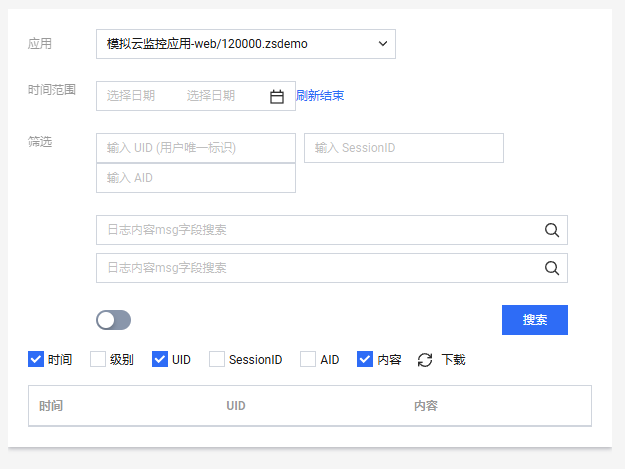 应用 模拟云监控应用-web/120000.zsdemo
时间范围 选择日期 选择日期 刷新结束
筛选 输入 UID (用户唯一标识) 输入 SessionID
输入 AID
日志内容msg字段搜索
日志内容msg字段搜索
搜索
时间 级别 UID SessionID AID 内容 下载
时间 UID 内容